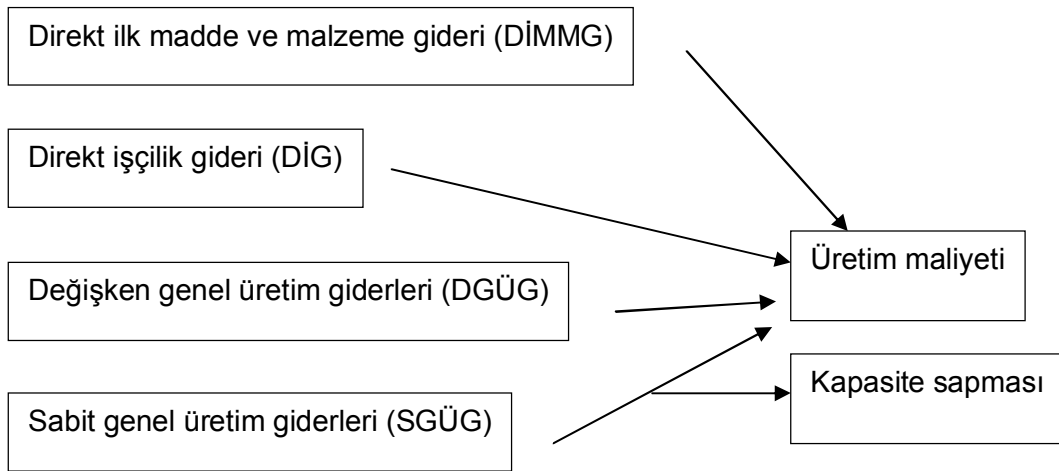 Direkt ilk madde ve malzeme gideri (DİMMG)
Direkt işçilik gideri (DİG)
Üretim maliyeti
Değişken genel üretim giderleri (DGÜG)
Kapasite sapması
Sabit genel üretim giderleri (SGÜG)